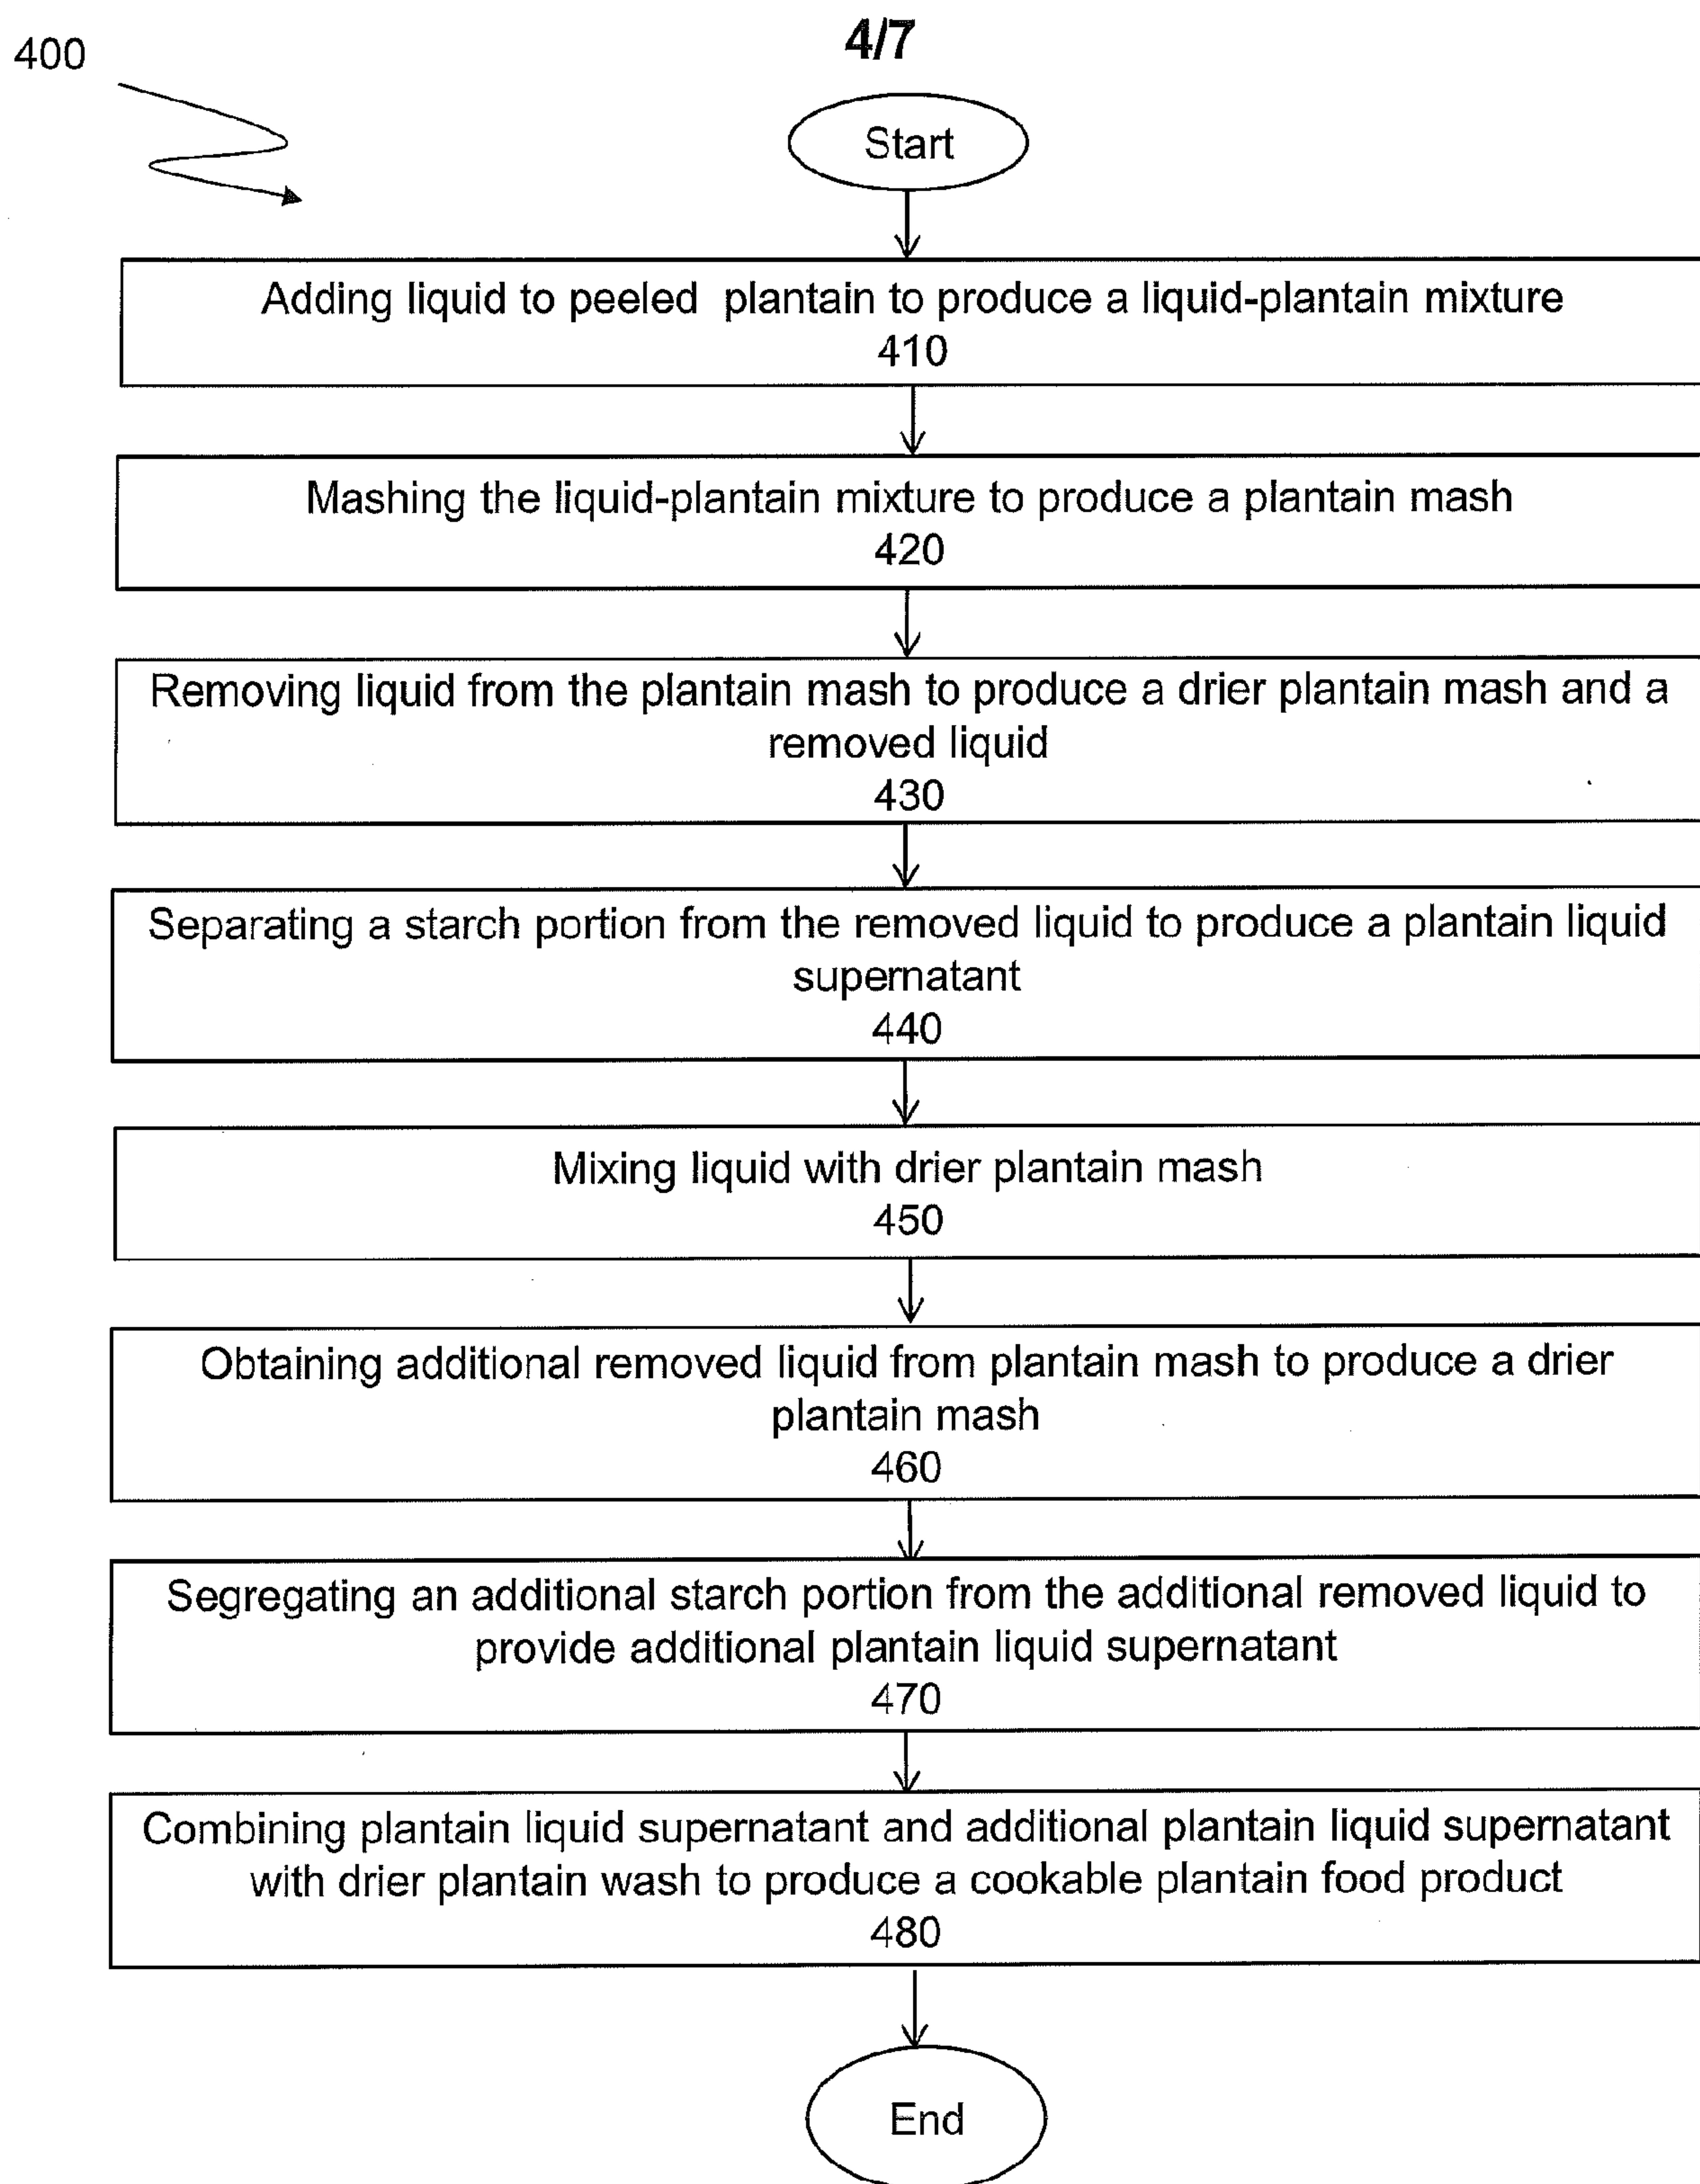 400
4/7
Start
Adding liquid to peeled plantain to produce a liquid-plantain mixture
410
Mashing the liquid-plantain mixture to produce a plantain mash
420
Removing liquid from the plantain mash to produce a drier plantain mash and a
removed liquid
430
Separating a starch portion from the removed liquid to produce a plantain liquid
supernatant
440
Mixing liquid with drier plantain mash
450
Obtaining additional removed liquid from plantain mash to produce a drier
plantain mash
460
Segregating an additional starch portion from the additional removed liquid to
provide additional plantain liquid supernatant
470
Combining plantain liquid supernatant and additional plantain liquid supernatant
with drier plantain wash to produce a cookable plantain food product
480
End